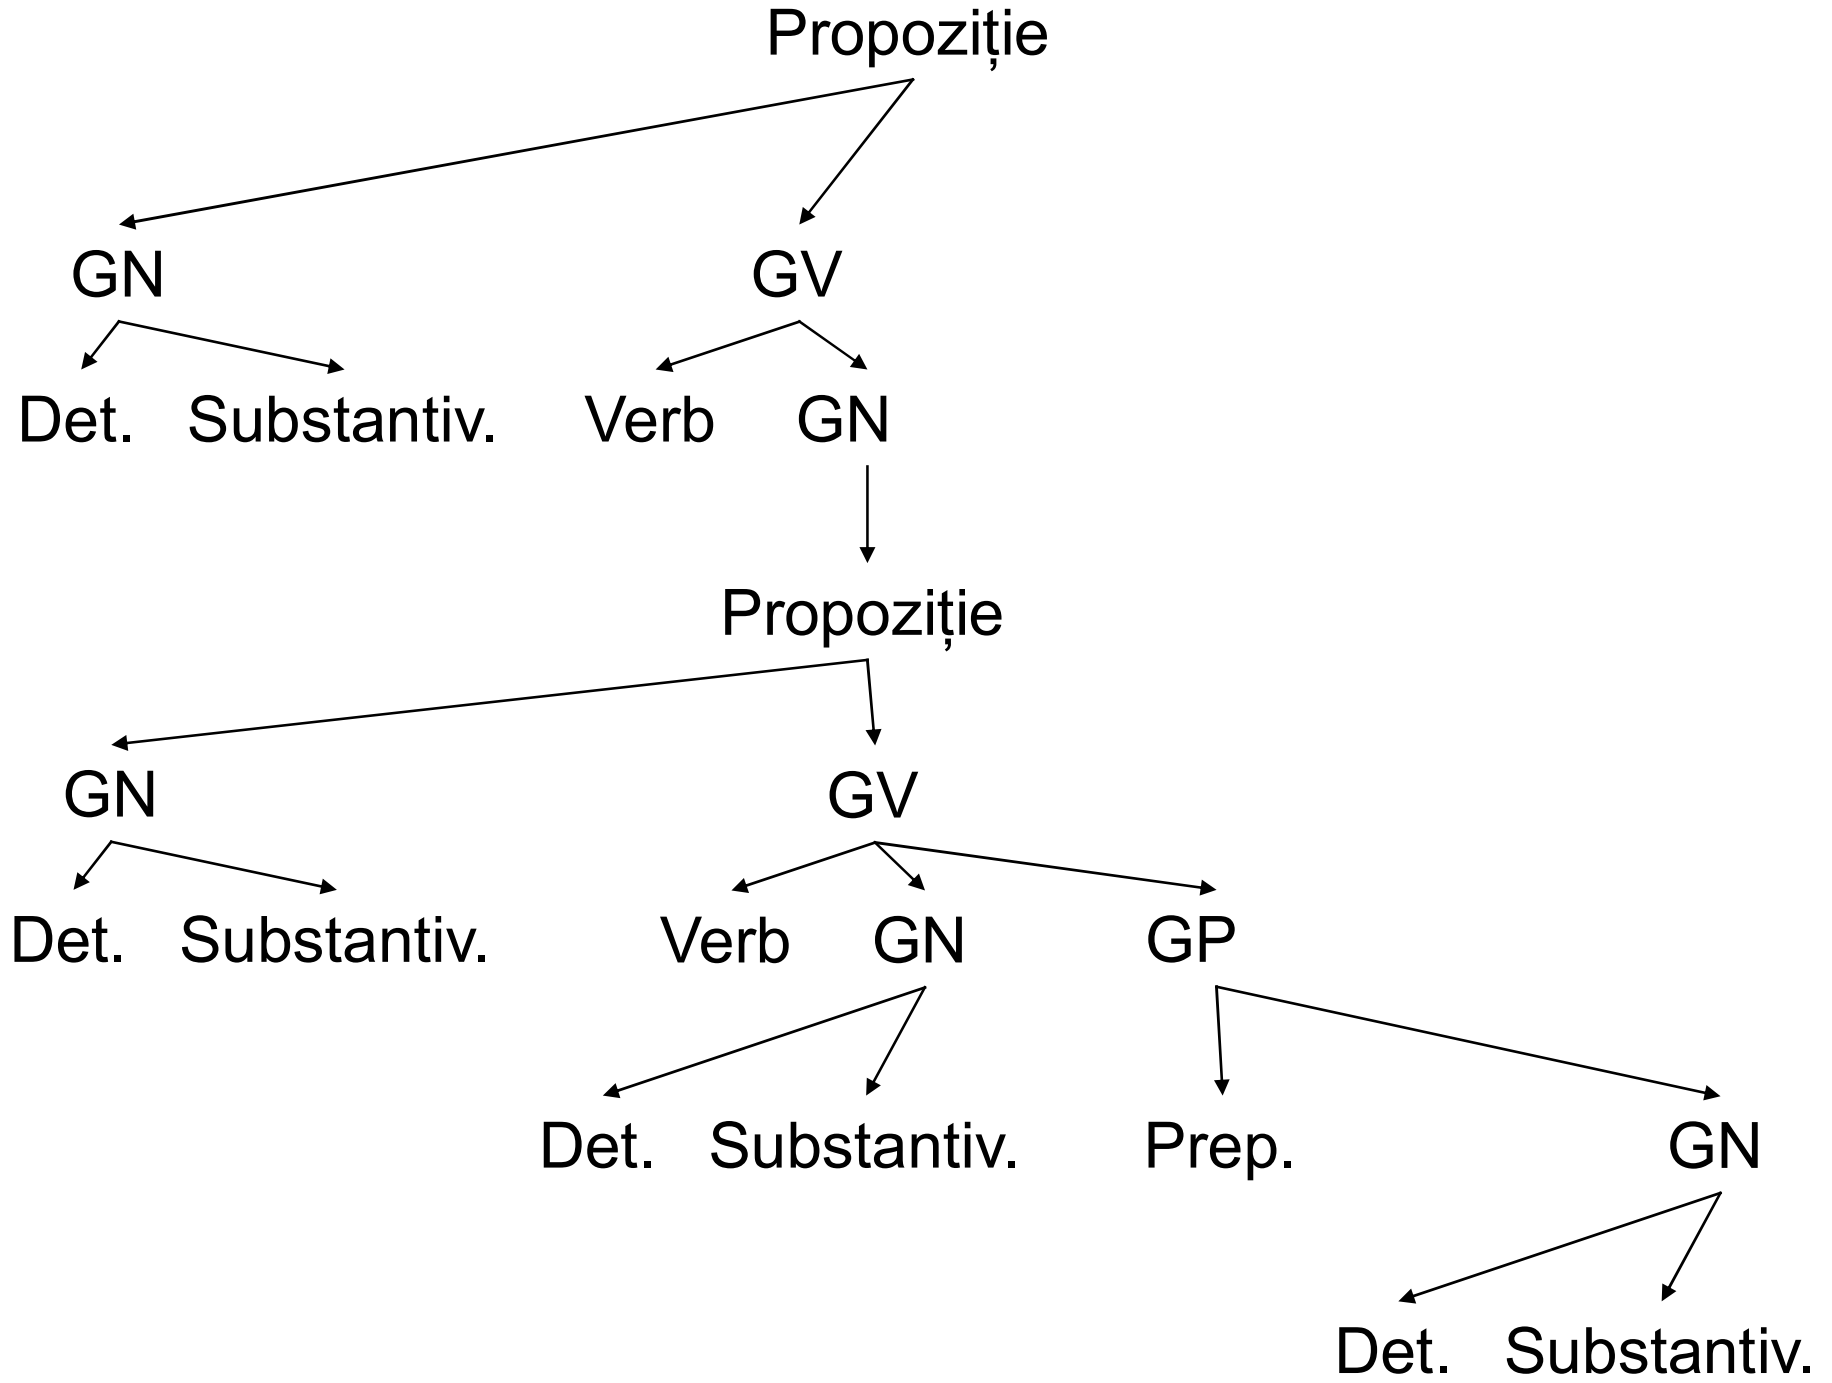 Propoziție
GN GV
Det. Substantiv. Verb GN
Propoziție
GN GV
Det. Substantiv. Verb GN GP
Det. Substantiv. Prep. GN
Det. Substantiv.